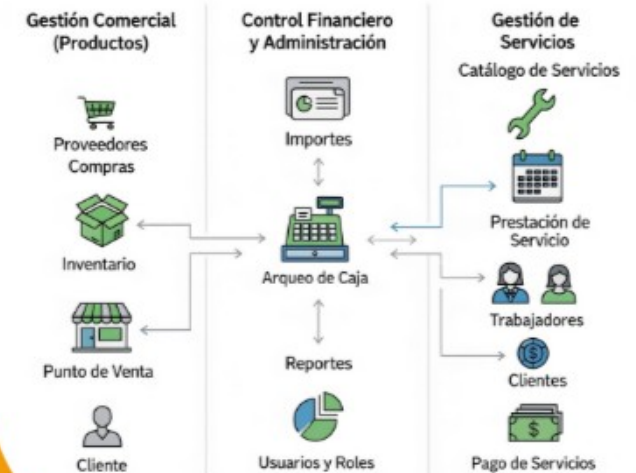 Gestión Comercial
(Productos)
Proveedores
Compras
Inventario
Punto de Venta
Cliente
Control Financiero
y Administración
Importes
Arqueo de Caja
Reportes
Usuarios y Roles
Gestión de
Servicios
Catálogo de Servicios
Prestación de
Servicio
Trabajadores
Clientes
Pago de Servicios